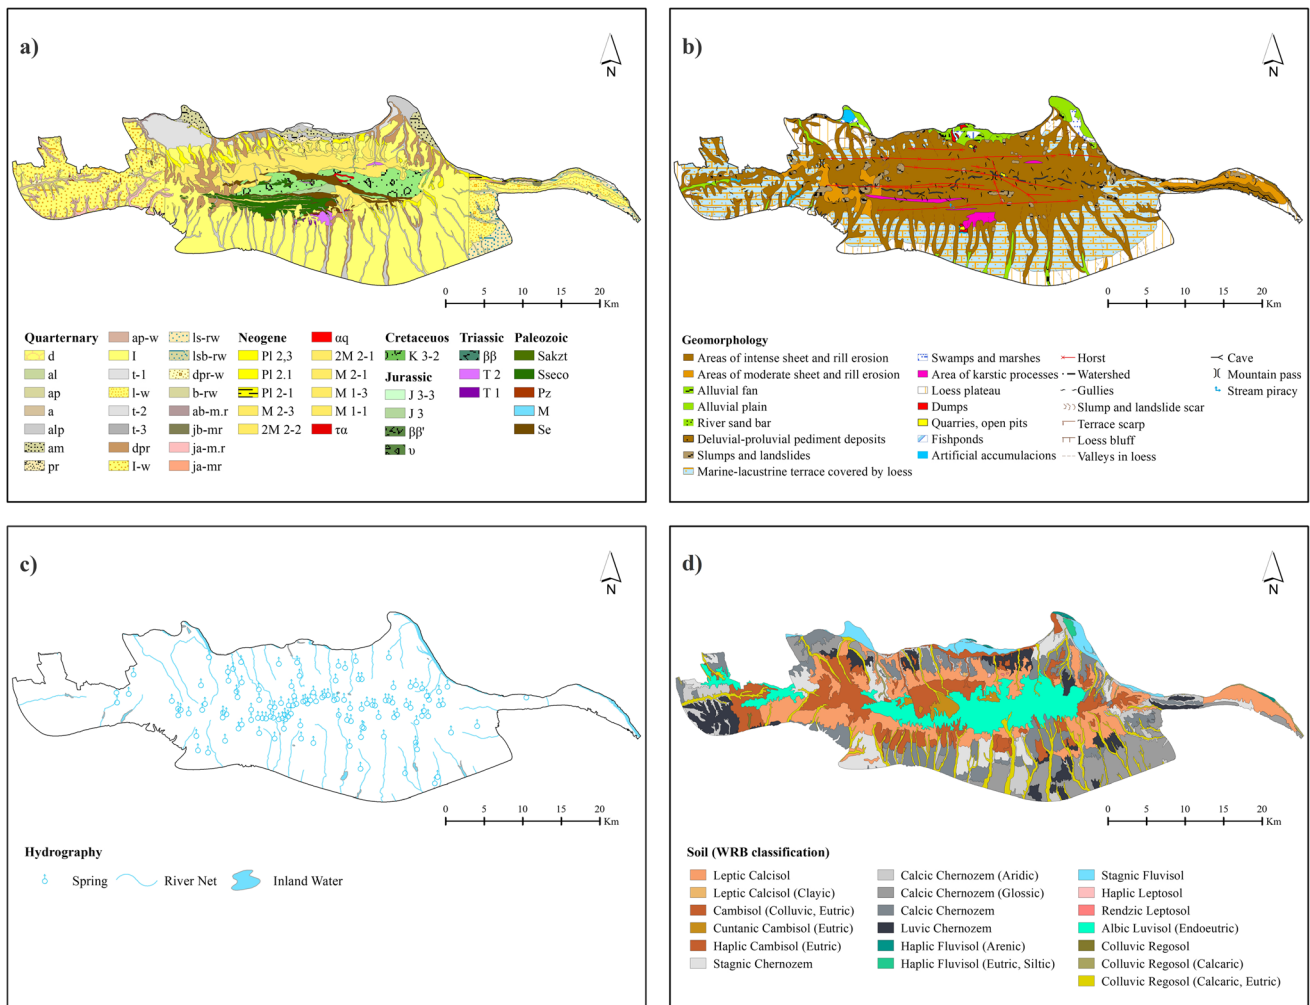 a)
N
0 5 10 15 20
Km
Quarternary
d
al
ap
a
alp
am
pr
ap-w
I
t-1
t-2
t-3
dpr
l-w
ls-rw
lsb-rw
dpr-w
l-w
b-rw
ab-m.r
jb-mr
ja-m.r
ja-mr
Neogene
Pl 2,3
Pl 2.1
Pl 2-1
M 2-3
2M 2-2
αq
2M 2-1
M 2-1
M 1-3
M 1-1
τα
Cretaceuos
K 3-2
Jurassic
J 3-3
J 3
ββ'
υ
Triassic
ββ
T 2
T 1
Paleozoic
Sakzt
Sseco
Pz
M
Se
b)
N
0 5 10 15 20
Km
Geomorphology
Areas of intense sheet and rill erosion
Areas of moderate sheet and rill erosion
Alluvial fan
Alluvial plain
River sand bar
Deluvial-proluvial pediment deposits
Slumps and landslides
Marine-lacustrine terrace covered by loess
Swamps and marshes
Area of karstic processes
Loess plateau
Dumps
Quarries, open pits
Fishponds
Artificial accumulacions
Horst
Watershed
Gullies
Slump and landslide scar
Terrace scarp
Loess bluff
Valleys in loess
Cave
Mountain pass
Stream piracy
c)
N
0 5 10 15 20
Km
Hydrography
Spring River Net Inland Water
d)
N
0 5 10 15 20
Km
Soil (WRB classification)
Leptic Calcisol
Leptic Calcisol (Clayic)
Cambisol (Colluvic, Eutric)
Cuntanic Cambisol (Eutric)
Haplic Cambisol (Eutric)
Stagnic Chernozem
Calcic Chernozem (Aridic)
Calcic Chernozem (Glossic)
Calcic Chernozem
Luvic Chernozem
Haplic Fluvisol (Arenic)
Haplic Fluvisol (Eutric, Siltic)
Stagnic Fluvisol
Haplic Leptosol
Rendzic Leptosol
Albic Luvisol (Endoeutric)
Colluvic Regosol
Colluvic Regosol (Calcaric)
Colluvic Regosol (Calcaric, Eutric)